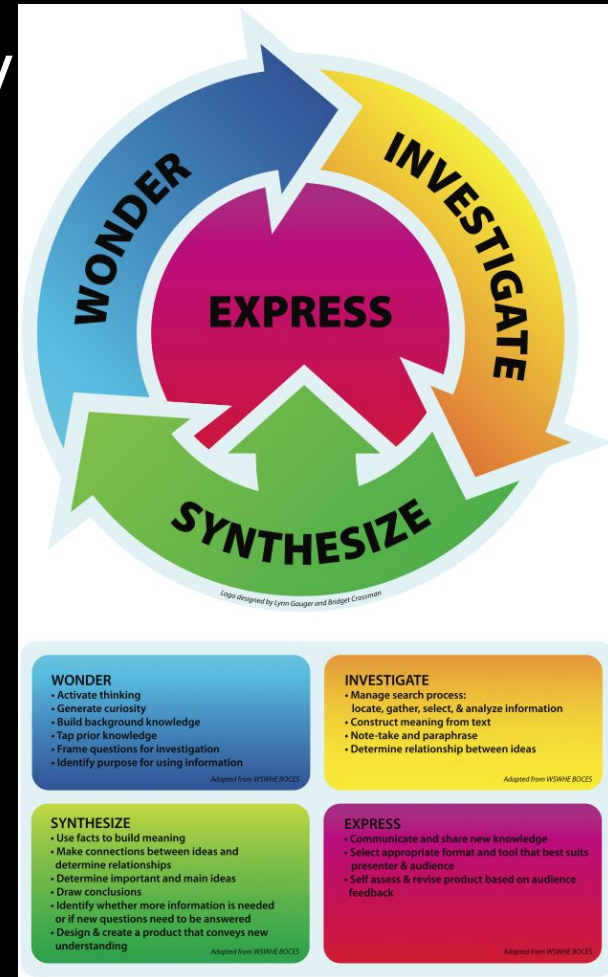 y
WONDER
INVESTIGATE
EXPRESS
SYNTHESIZE
Logo designed by Lynn Gauger and Bridget Crossman
WONDER
• Activate thinking
• Generate curiosity
• Build background knowledge
• Tap prior knowledge
• Frame questions for investigation
• Identify purpose for using information
Adapted from WSWHE BOCES
INVESTIGATE
• Manage search process:
locate, gather, select, & analyze information
• Construct meaning from text
• Note-take and paraphrase
• Determine relationship between ideas
Adapted from WSWHE BOCES
SYNTHESIZE
• Use facts to build meaning
• Make connections between ideas and
determine relationships
• Determine important and main ideas
• Draw conclusions
• Identify whether more information is needed
or if new questions need to be answered
• Design & create a product that conveys new
understanding
Adapted from WSWHE BOCES
EXPRESS
• Communicate and share new knowledge
• Select appropriate format and tool that best suits
presenter & audience
• Self assess & revise product based on audience
feedback
Adapted from WSWHE BOCES